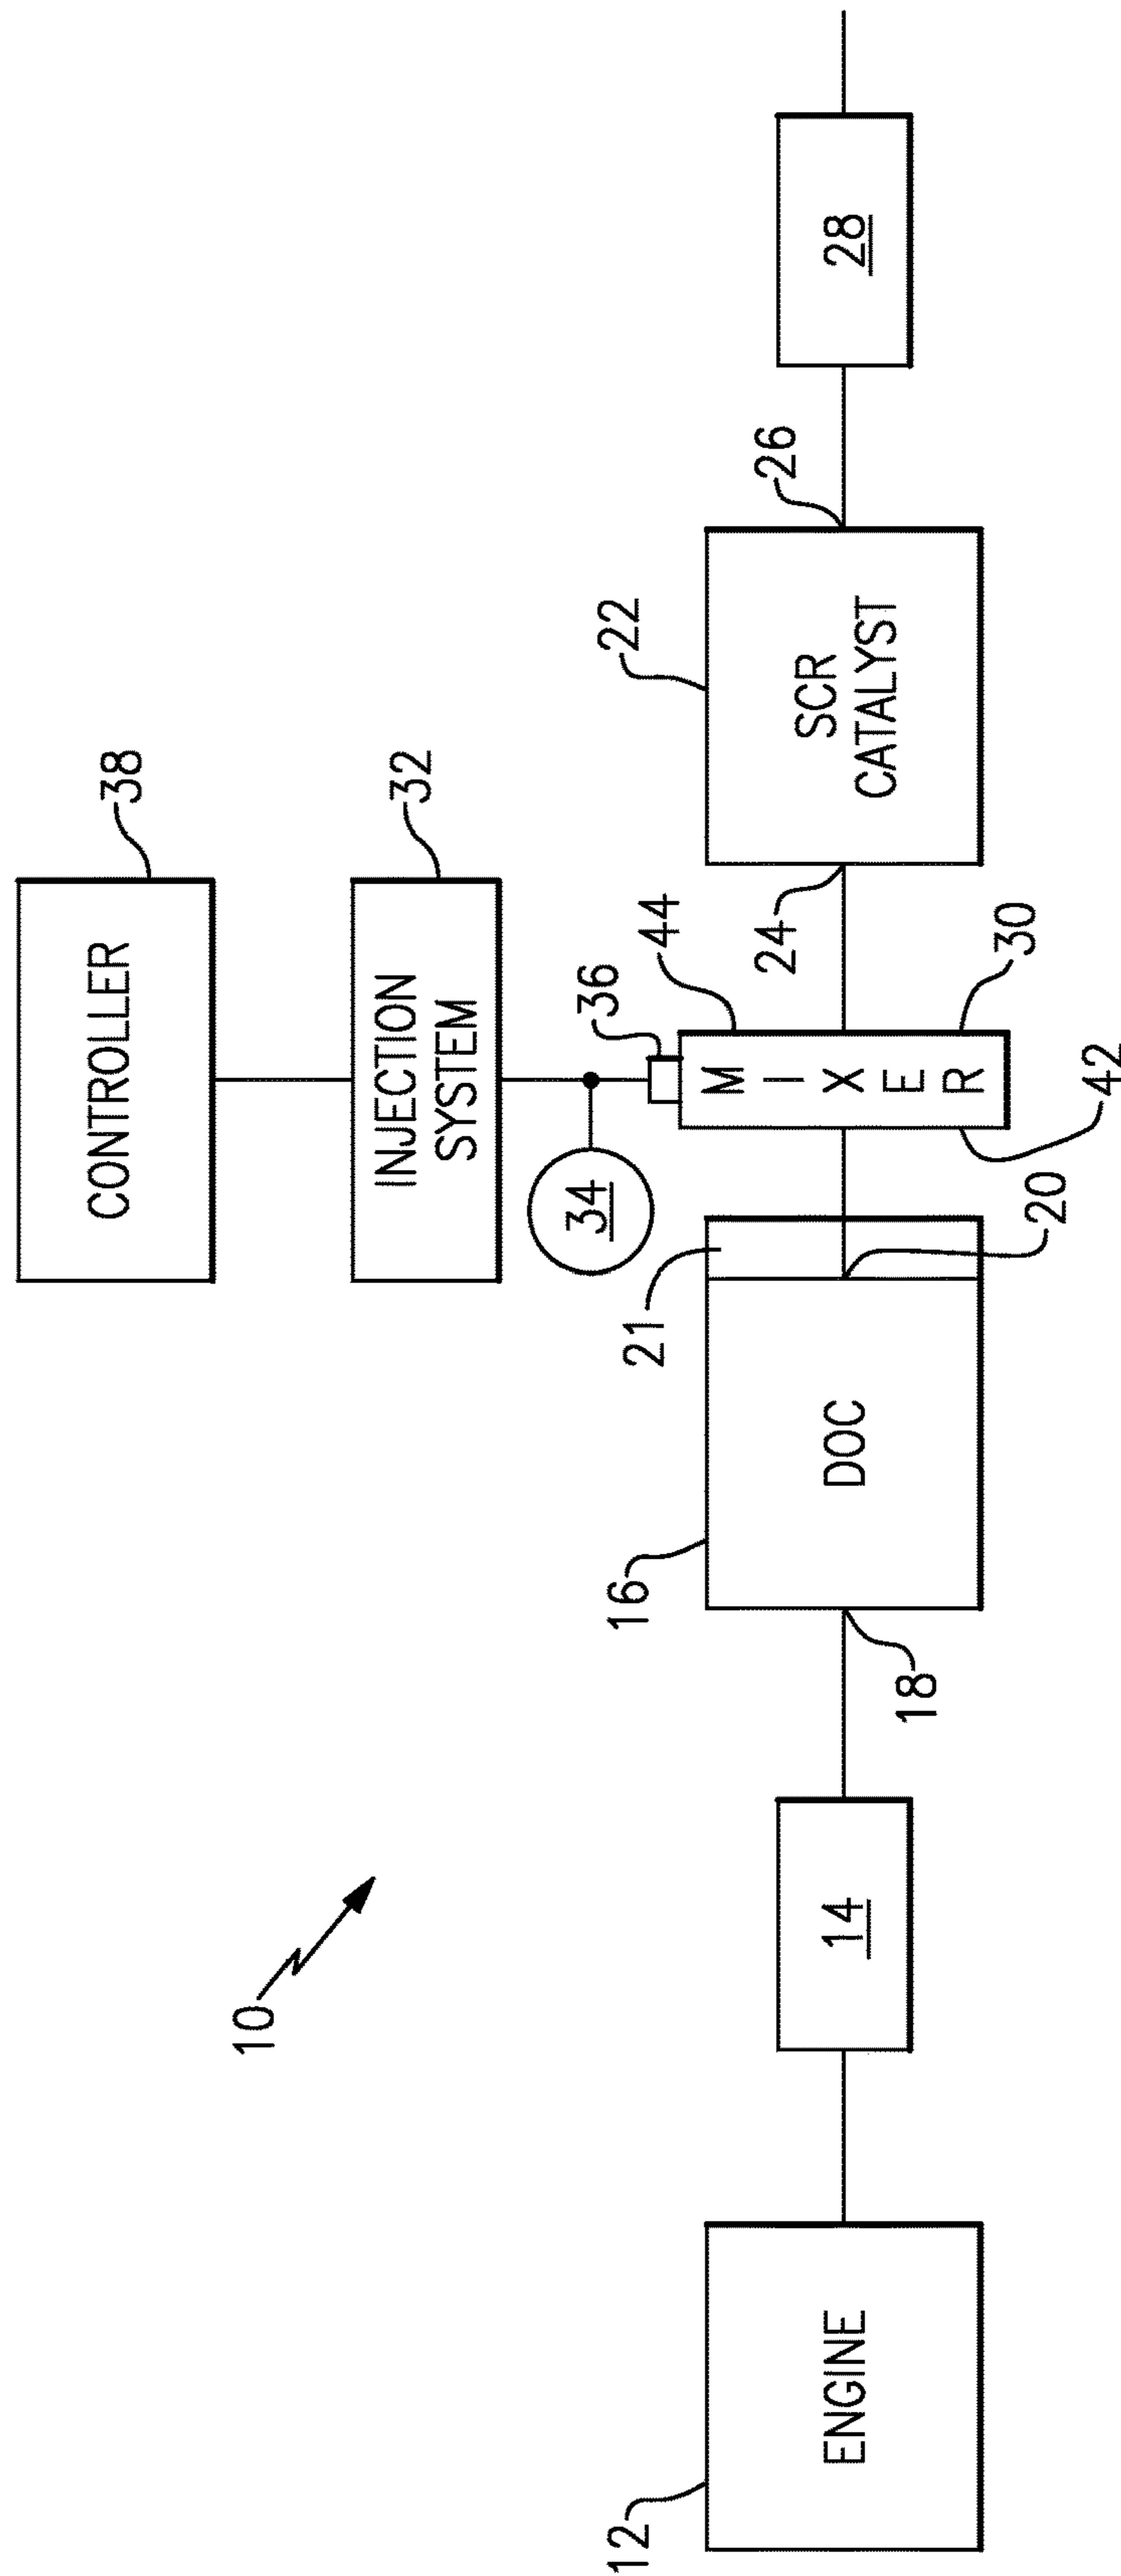 CONTROLLER
38
INJECTION
SYSTEM
32
34
36
44
22
26
10
12
ENGINE
14
16
DOC
18
21
20
M I X E R
42
30
24
SCR
CATALYST
28